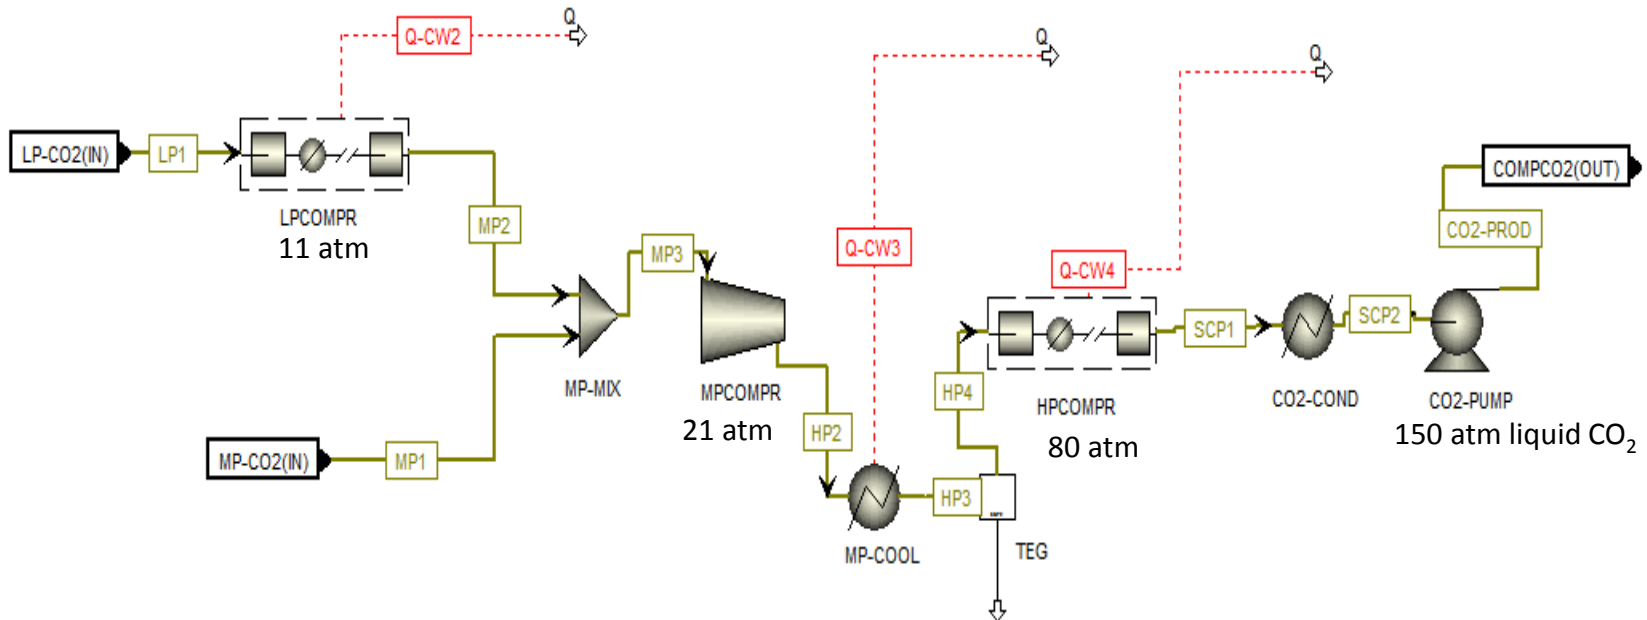 Q
Q-CW2
Q
Q
Q-CW3
Q-CW4
LP-CO2(IN)
LP1
LPCOMPR
11 atm
MP2
MP3
MP-MIX
MPCOMPR
21 atm
MP-CO2(IN)
MP1
HP2
MP-COOL
HP3
TEG
HP4
HPCOMPR
80 atm
SCP1
CO2-COND
SCP2
CO2-PUMP
150 atm liquid CO2
CO2-PROD
COMPCO2(OUT)